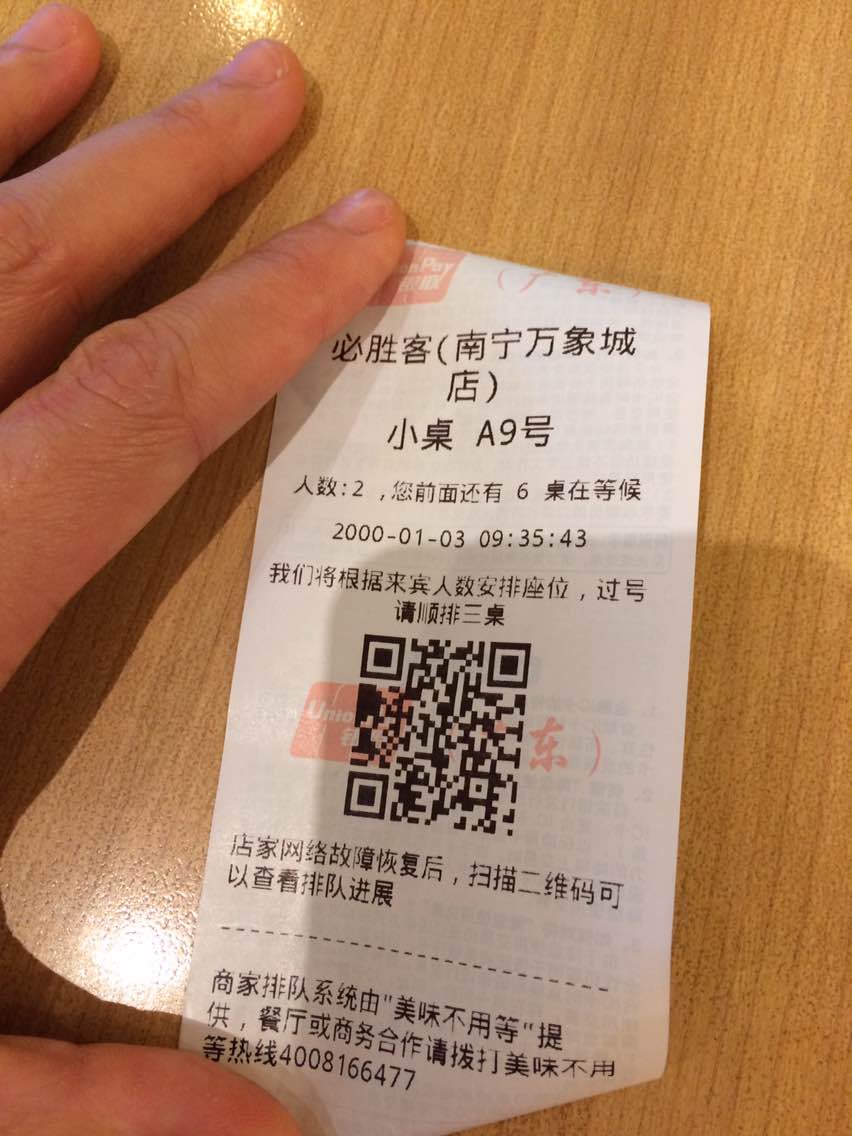 (广东)
必胜客(南宁万象城
店)
小桌 A9号
人数:2 ,您前面还有 6 桌在等候
2000-01-03 09:35:43
我们将根据来宾人数安排座位，过号
请顺排三桌
Union
东)
店家网络故障恢复后，扫描二维码可
以查看排队进展
商家排队系统由"美味不用等"提
供，餐厅或商务合作请拨打美味不用
等热线4008166477